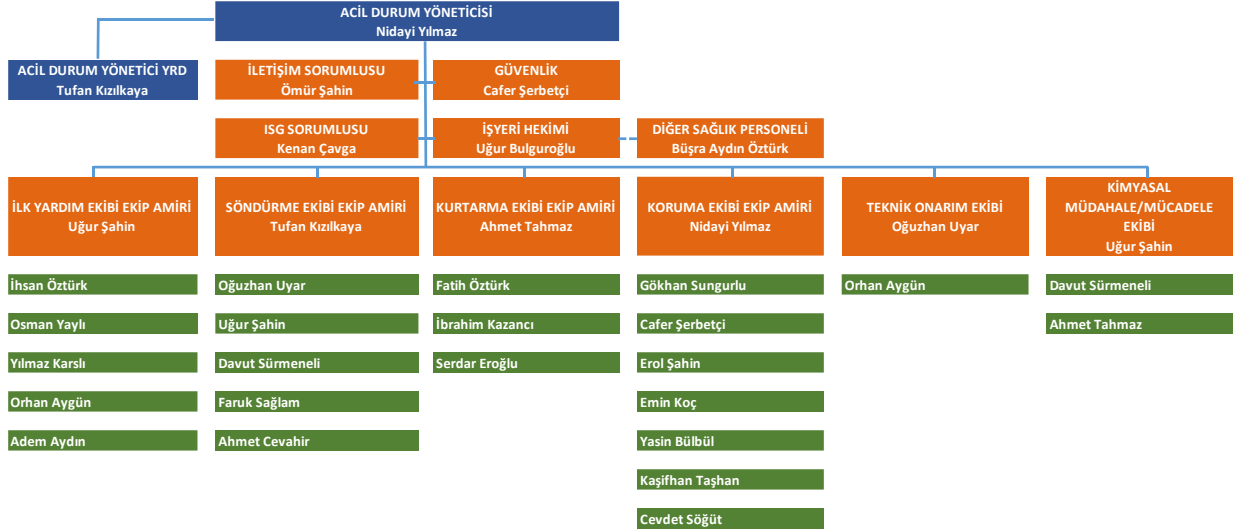 ACİL DURUM YÖNETİCİSİ
Nidayi Yılmaz
ACİL DURUM YÖNETİCİ YRD
Tufan Kızılkaya
İLETİŞİM SORUMLUSU
Ömür Şahin
GÜVENLİK
Cafer Şerbetçi
ISG SORUMLUSU
Kenan Çavga
İŞYERİ HEKİMİ
Uğur Bulguroğlu
DİĞER SAĞLIK PERSONELİ
Büşra Aydın Öztürk
İLK YARDIM EKİBİ EKİP AMİRİ
Uğur Şahin
İhsan Öztürk
Osman Yaylı
Yılmaz Karslı
Orhan Aygün
Adem Aydın
SÖNDÜRME EKİBİ EKİP AMİRİ
Tufan Kızılkaya
Oğuzhan Uyar
Uğur Şahin
Davut Sürmeneli
Faruk Sağlam
Ahmet Cevahir
KURTARMA EKİBİ EKİP AMİRİ
Ahmet Tahmaz
Fatih Öztürk
İbrahim Kazancı
Serdar Eroğlu
KORUMA EKİBİ EKİP AMİRİ
Nidayi Yılmaz
Gökhan Sungurlu
Cafer Şerbetçi
Erol Şahin
Emin Koç
Yasin Bülbül
Kaşifhan Taşhan
Cevdet Söğüt
TEKNİK ONARIM EKİBİ
Oğuzhan Uyar
Orhan Aygün
KİMYASAL
MÜDAHALE/MÜCADELE
EKİBİ
Uğur Şahin
Davut Sürmeneli
Ahmet Tahmaz